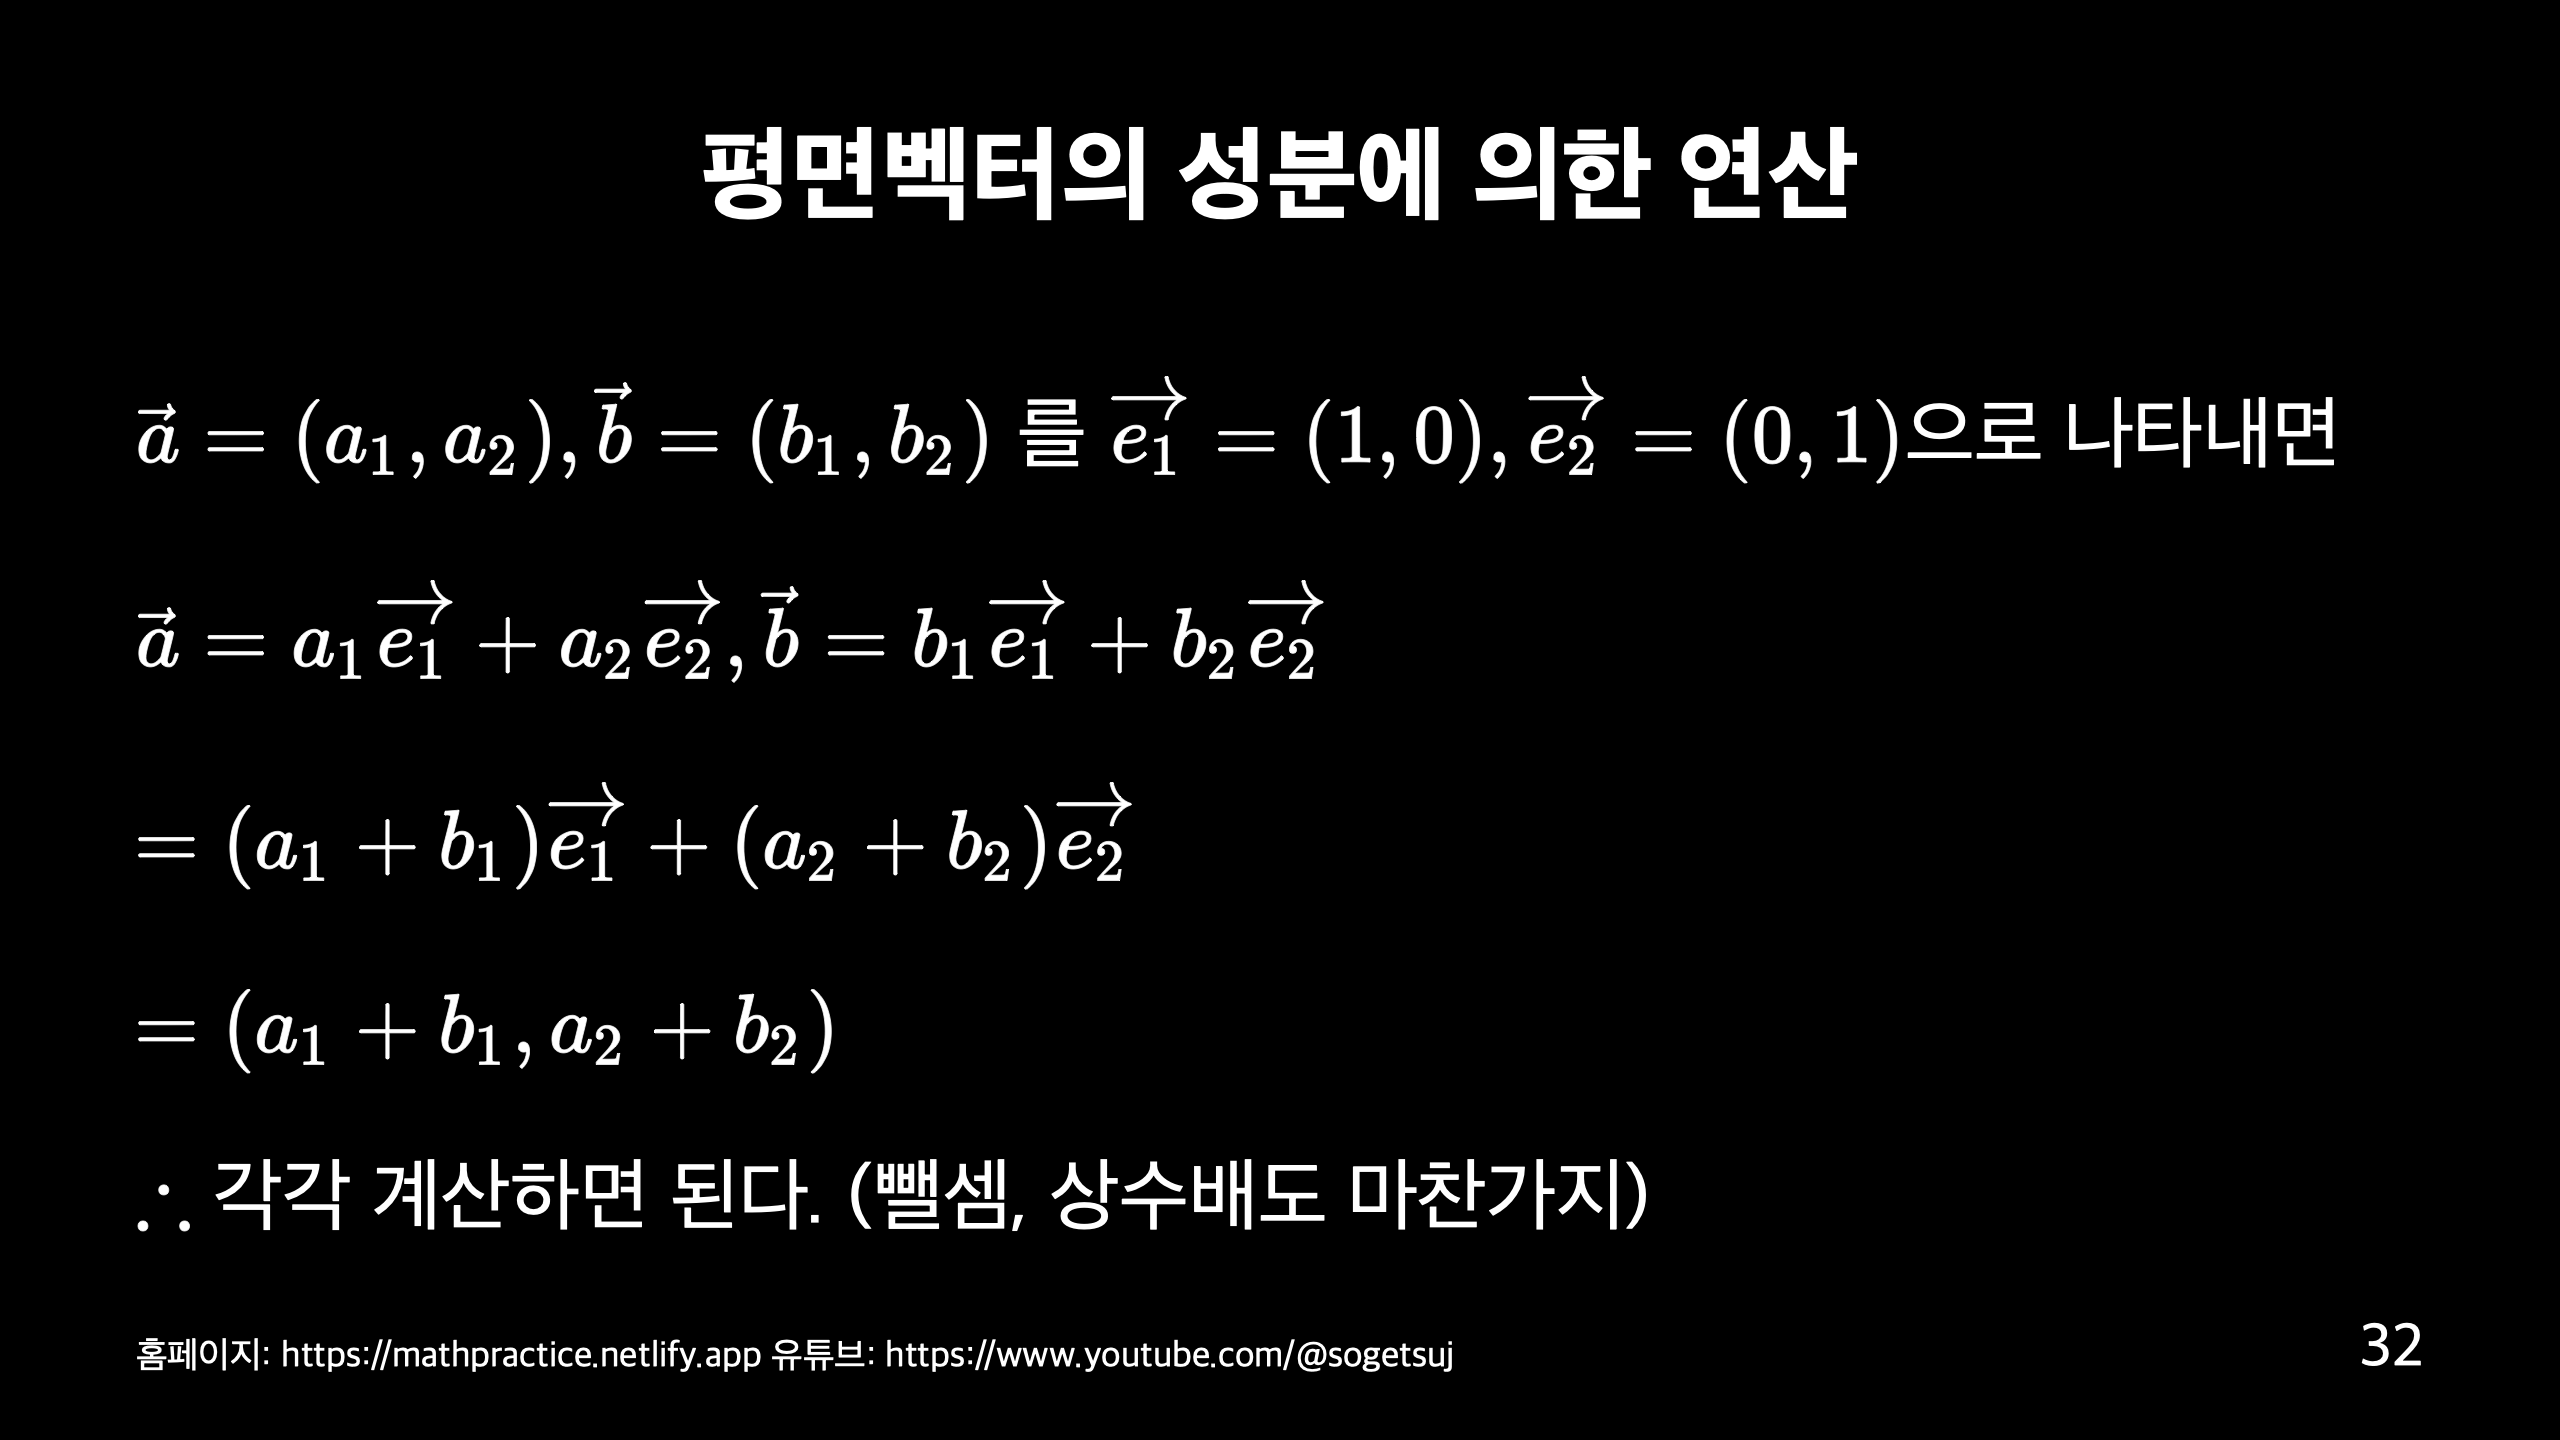 평면벡터의 성분에 의한 연산
$\vec{a} = (a_1, a_2), \vec{b} = (b_1, b_2)$ 를 $\overrightarrow{e_1} = (1, 0), \overrightarrow{e_2} = (0, 1)$으로 나타내면
$\vec{a} = a_1\overrightarrow{e_1} + a_2\overrightarrow{e_2}, \vec{b} = b_1\overrightarrow{e_1} + b_2\overrightarrow{e_2}$
$= (a_1 + b_1)\overrightarrow{e_1} + (a_2 + b_2)\overrightarrow{e_2}$
$= (a_1 + b_1, a_2 + b_2)$
∴ 각각 계산하면 된다. (뺄셈, 상수배도 마찬가지)
홈페이지: https://mathpractice.netlify.app 유튜브: https://www.youtube.com/@sogetsuj
32